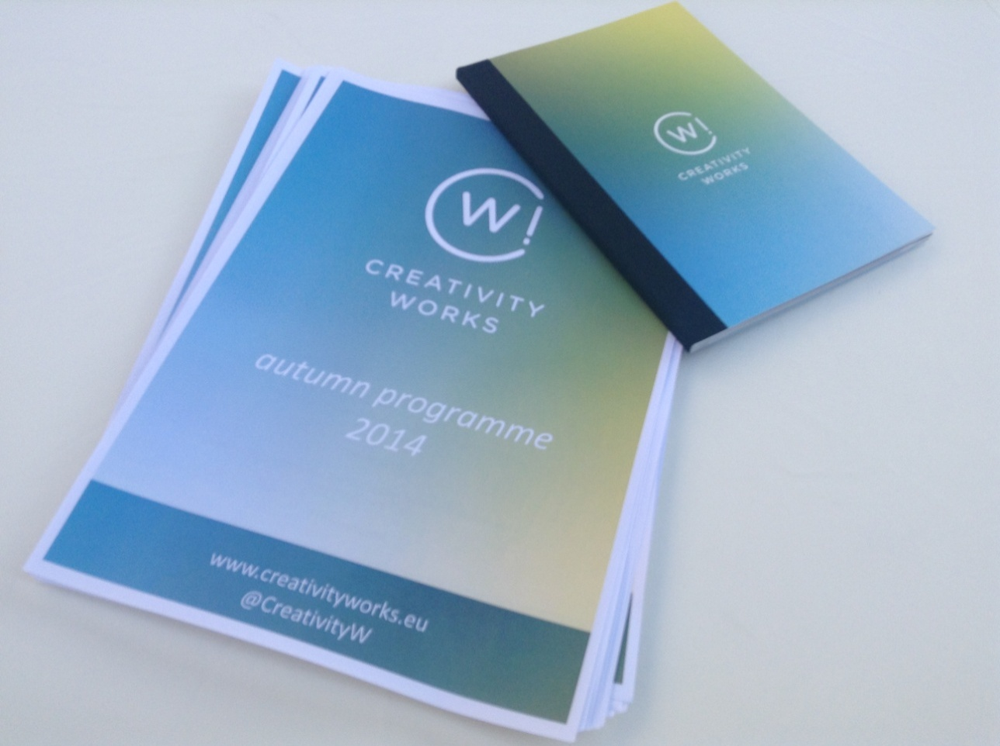 W!
CREATIVITY
WORKS
autumn programme
2014
www.creativityworks.eu
@CreativityW
W!
CREATIVITY
WORKS